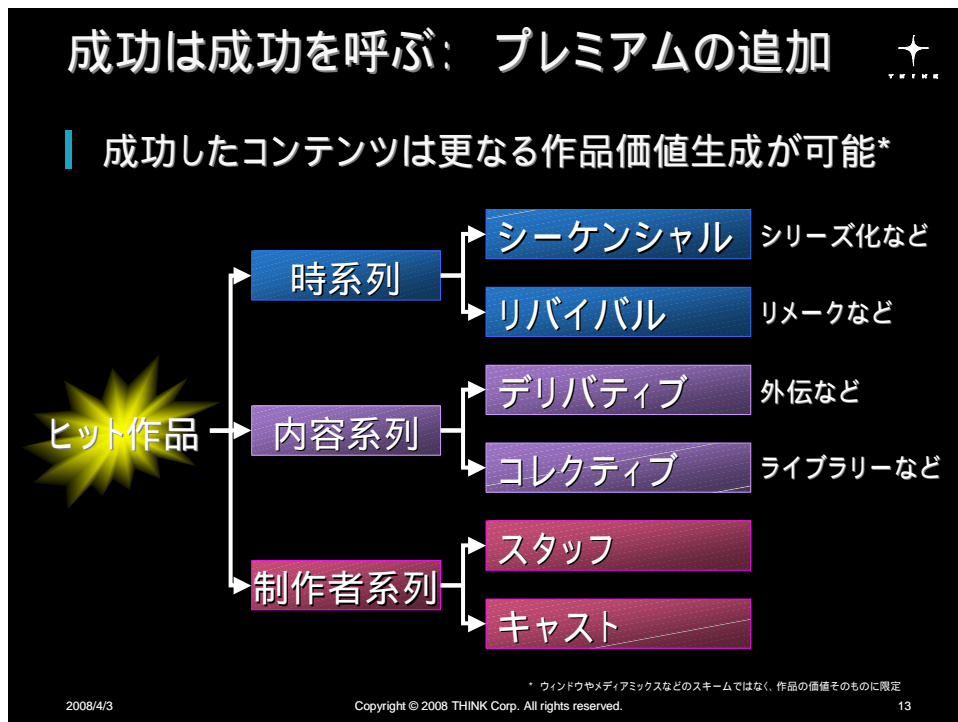 成功は成功を呼ぶ： プレミアムの追加
THINK
成功したコンテンツは更なる作品価値生成が可能*
ヒット作品
時系列
シーケンシャル
シリーズ化など
リバイバル
リメークなど
内容系列
デリバティブ
外伝など
コレクティブ
ライブラリーなど
制作者系列
スタッフ
キャスト
* ウィンドウやメディアミックスなどのスキームではなく、作品の価値そのものに限定
2008/4/3
Copyright © 2008 THINK Corp. All rights reserved.
13